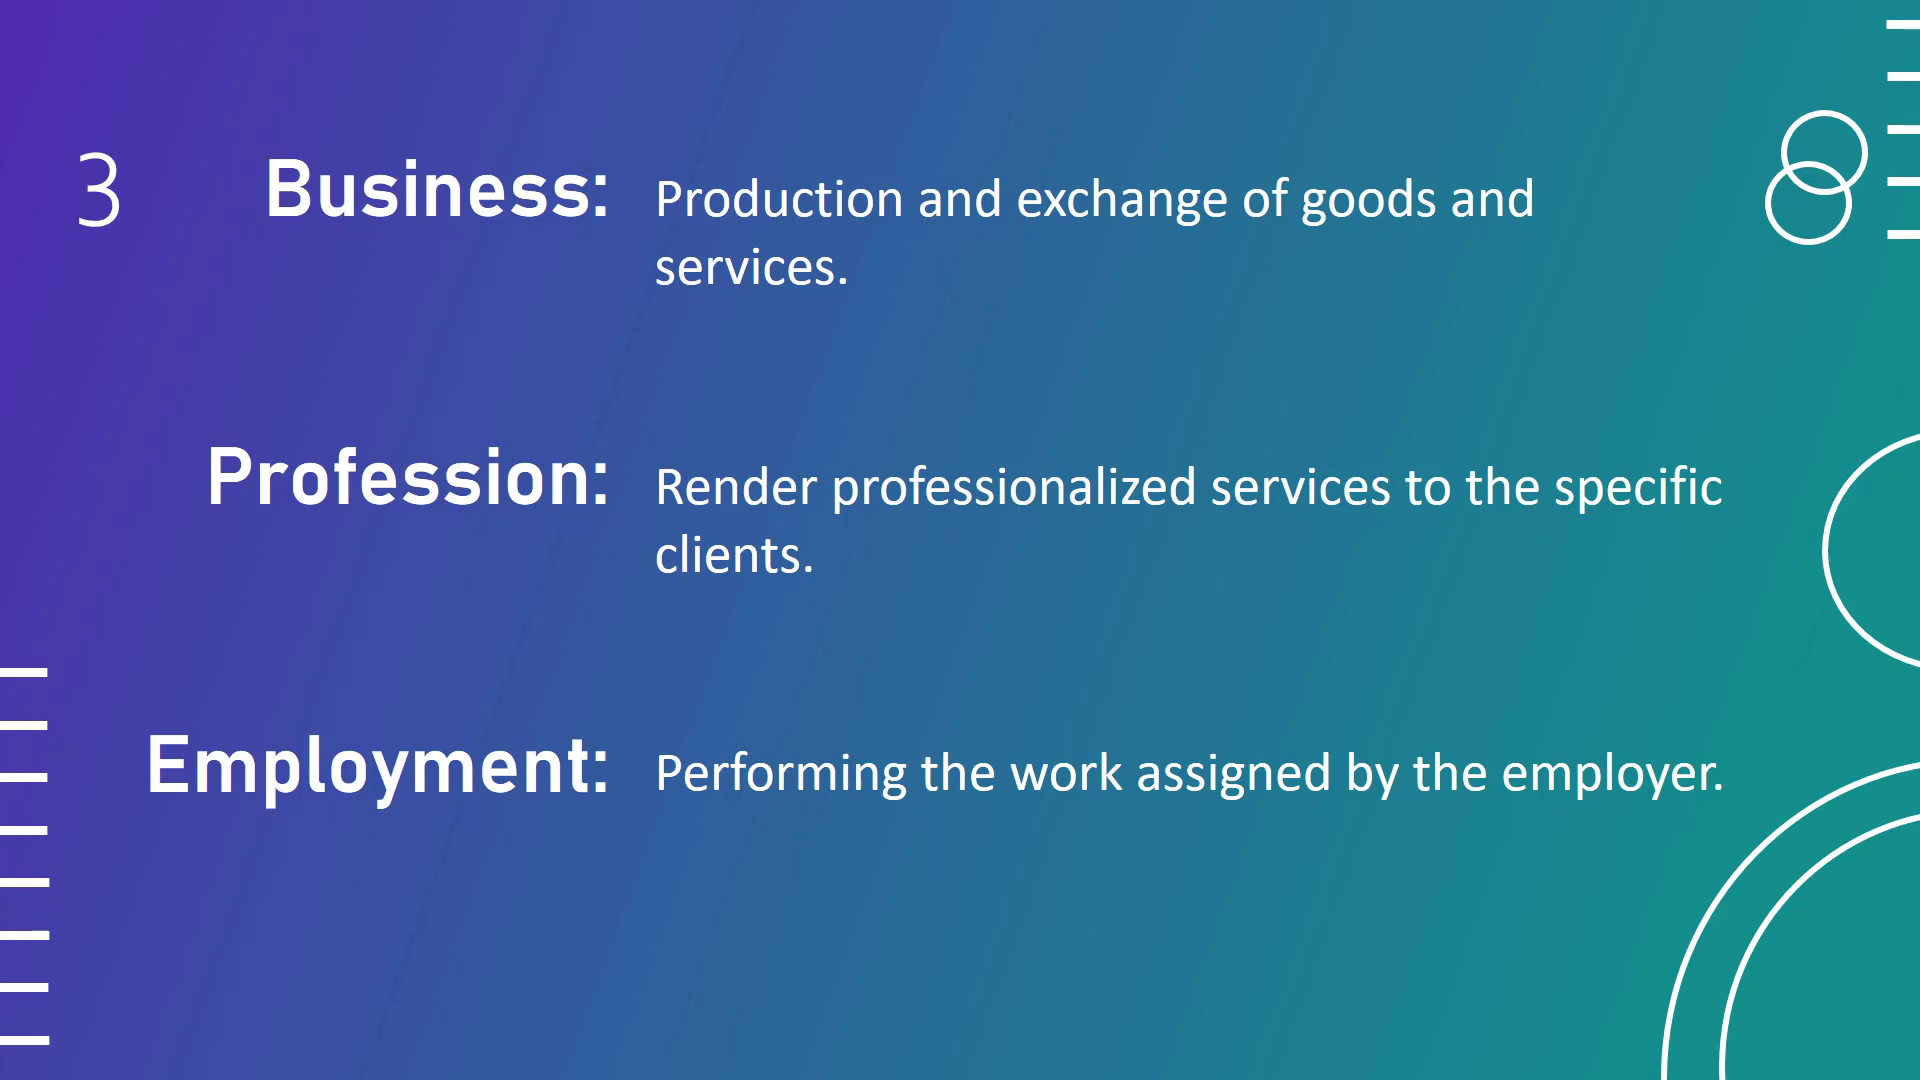 3
Business: Production and exchange of goods and
services.
Profession: Render professionalized services to the specific
clients.
Employment: Performing the work assigned by the employer.